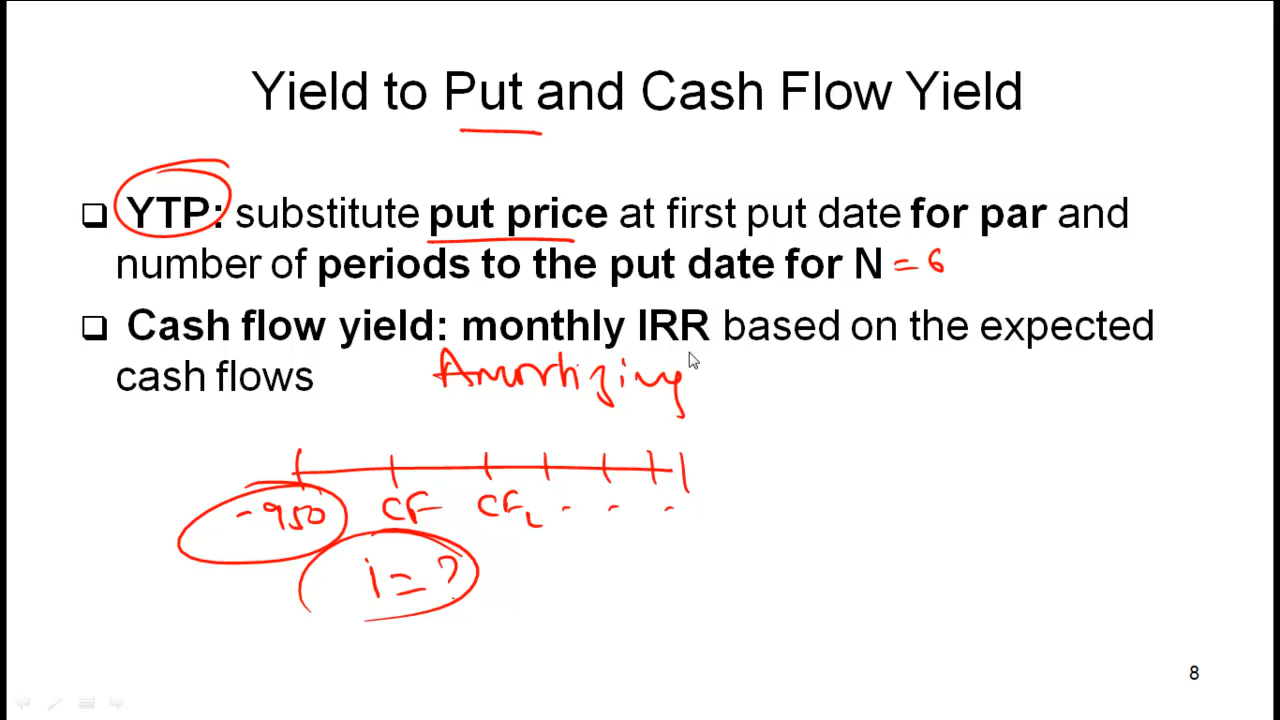 Yield to Put and Cash Flow Yield
YTP: substitute put price at first put date for par and
number of periods to the put date for N = 6
Cash flow yield: monthly IRR based on the expected
cash flows
Amortizing
-950 CF CF2 - - -
i = ?
8